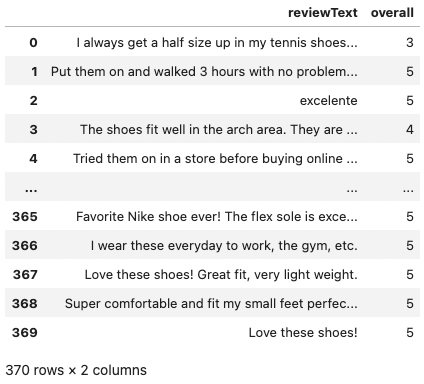 reviewText overall
0 I always get a half size up in my tennis shoes... 3
1 Put them on and walked 3 hours with no problem... 5
2 excelente 5
3 The shoes fit well in the arch area. They are ... 4
4 Tried them on in a store before buying online ... 5
... ... ...
365 Favorite Nike shoe ever! The flex sole is exce... 5
366 I wear these everyday to work, the gym, etc. 5
367 Love these shoes! Great fit, very light weight. 5
368 Super comfortable and fit my small feet perfec... 5
369 Love these shoes! 5
370 rows × 2 columns